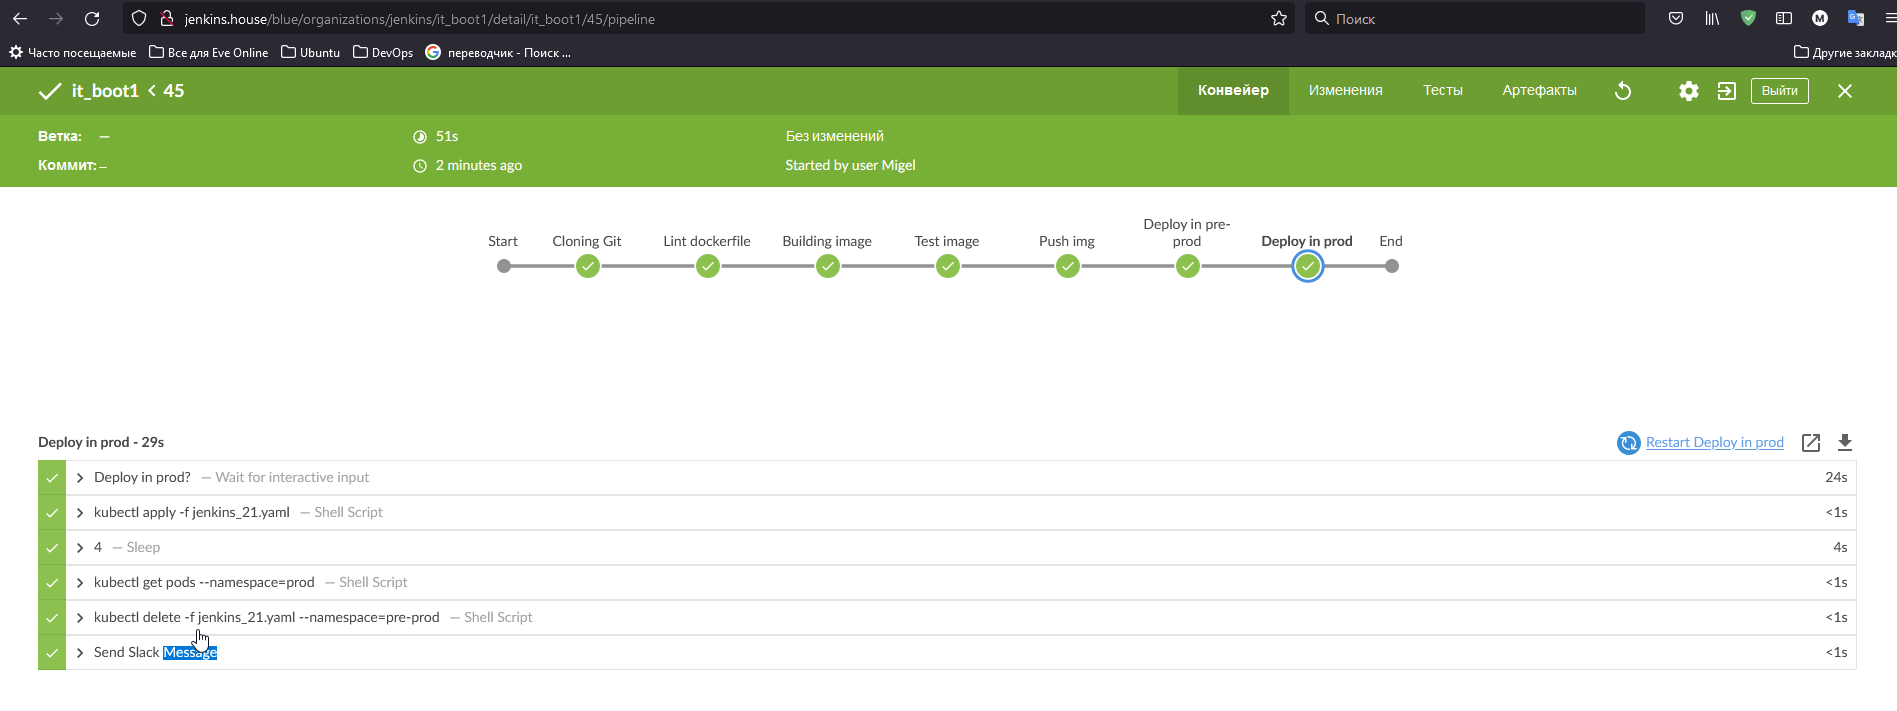 jenkins.house/blue/organizations/jenkins/it_boot1/detail/it_boot1/45/pipeline
Поиск
Часто посещаемые Все для Eve Online Ubuntu DevOps переводчик - Поиск ... Другие закладк
it_boot1 < 45
Конвейер Изменения Тесты Артефакты Выйти
Ветка: — 51s Без изменений
Коммит: – 2 minutes ago Started by user Migel
Deploy in pre-
Start Cloning Git Lint dockerfile Building image Test image Push img prod Deploy in prod End
Deploy in prod - 29s Restart Deploy in prod
Deploy in prod? — Wait for interactive input 24s
kubectl apply -f jenkins_21.yaml — Shell Script <1s
4 — Sleep 4s
kubectl get pods --namespace=prod — Shell Script <1s
kubectl delete -f jenkins_21.yaml --namespace=pre-prod — Shell Script <1s
Send Slack Message <1s